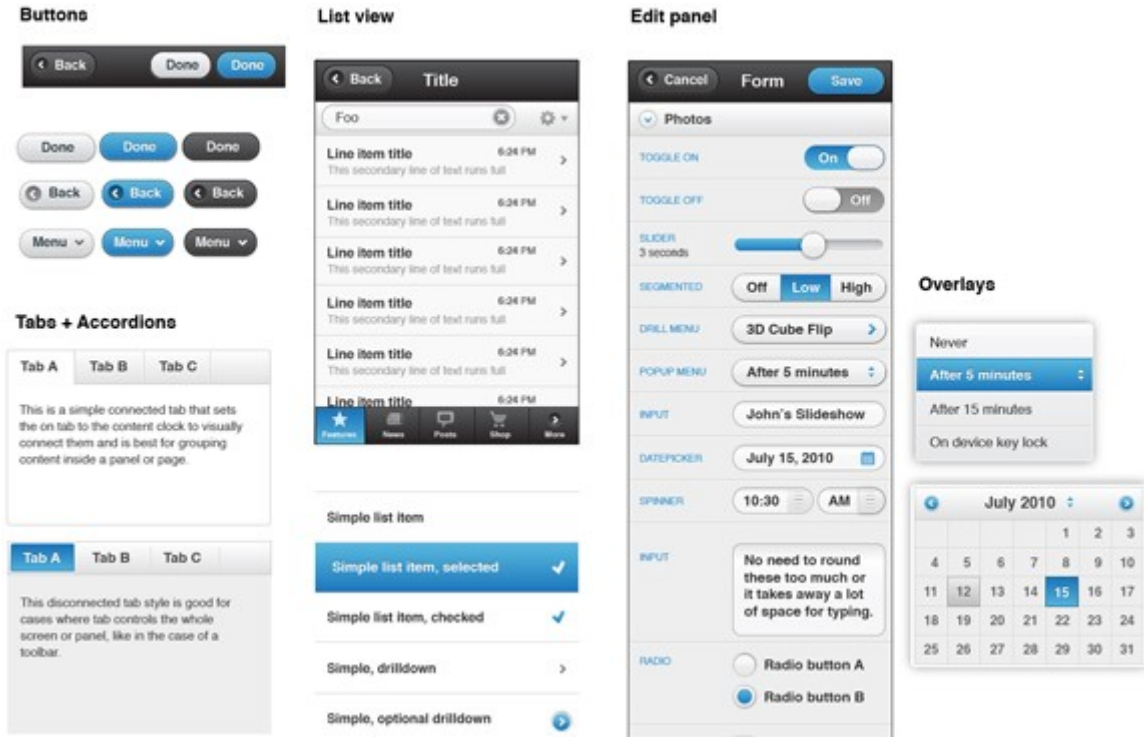 Buttons
Back
Done
Done
Done
Done
Done
Back
Back
Back
Menu
Menu
Menu
Tabs + Accordions
Tab A
Tab B
Tab C
This is a simple connected tab that sets
the on tab to the content clock to visually
connect them and is best for grouping
content inside a panel or page.
Tab A
Tab B
Tab C
This disconnected tab style is good for
cases where tab controls the whole
screen or panel, like in the case of a
toolbar.
List view
Back
Title
Foo
Line item title 6:24 PM
This secondary line of text runs full
Line item title 6:24 PM
This secondary line of text runs full
Line item title 6:24 PM
This secondary line of text runs full
Line item title 6:24 PM
This secondary line of text runs full
Line item title 6:24 PM
This secondary line of text runs full
Line item title 6:24 PM
Features
News
Posts
Shop
More
Simple list item
Simple list item, selected
Simple list item, checked
Simple, drilldown
Simple, optional drilldown
Edit panel
Cancel
Form
Save
Photos
TOGGLE ON On
TOGGLE OFF Off
SLIDER
3 seconds
SEGMENTED Off Low High
DRILL MENU 3D Cube Flip
POPUP MENU After 5 minutes
INPUT John's Slideshow
DATEPICKER July 15, 2010
SPINNER 10:30 AM
INPUT No need to round
these too much or
it takes away a lot
of space for typing.
RADIO Radio button A
Radio button B
Overlays
Never
After 5 minutes
After 15 minutes
On device key lock
July 2010
1 2 3
4 5 6 7 8 9 10
11 12 13 14 15 16 17
18 19 20 21 22 23 24
25 26 27 28 29 30 31